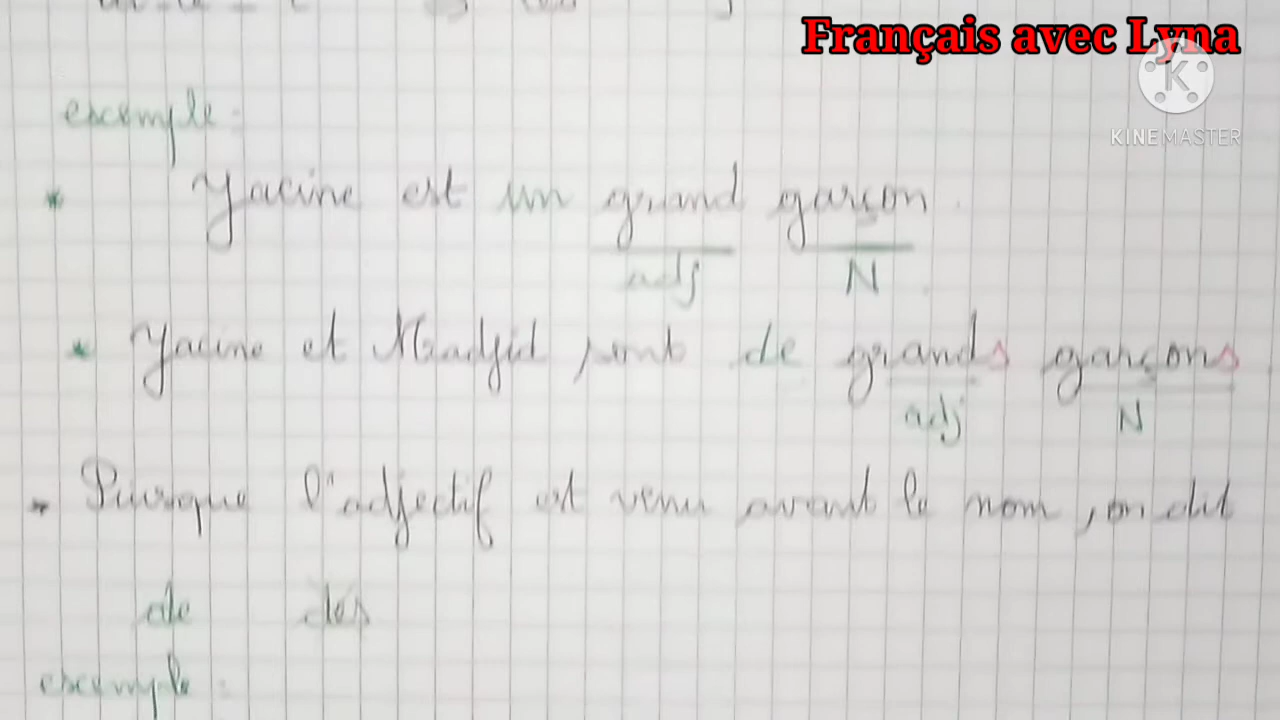 Français avec Lyna
KINEMASTER
exemple :
* Yacine est un grand garçon.
adj N
* Yacine et Madjid sont de grands garçons
adj N
Puisque l'adjectif est venu avant le nom, on dit
de des
exemple :